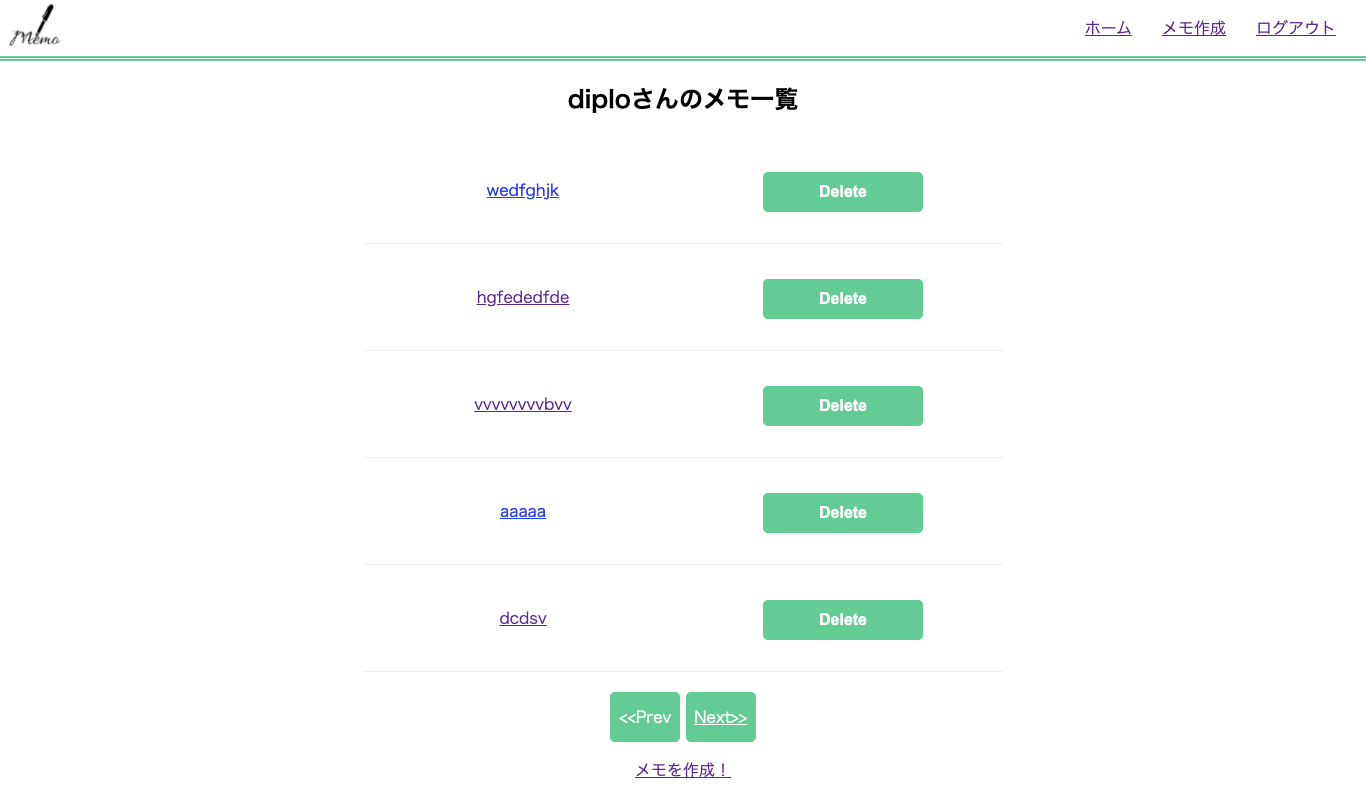 Memo
ホーム メモ作成 ログアウト
diploさんのメモ一覧
wedfghjk Delete
hgfededfde Delete
vvvvvvvvbvv Delete
aaaaa Delete
dcdsv Delete
<<Prev Next>>
メモを作成！